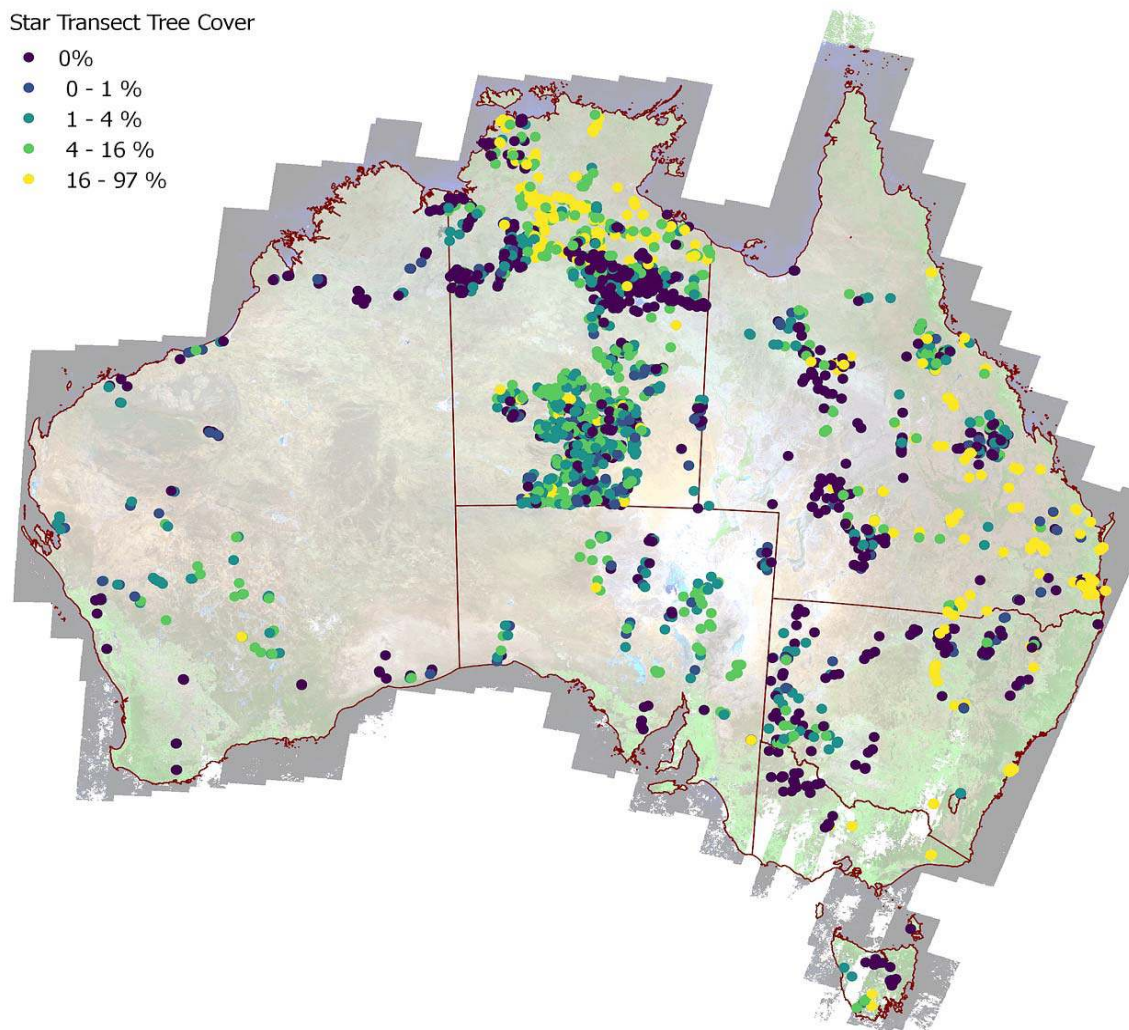 Star Transect Tree Cover
0%
0 - 1 %
1 - 4 %
4 - 16 %
16 - 97 %